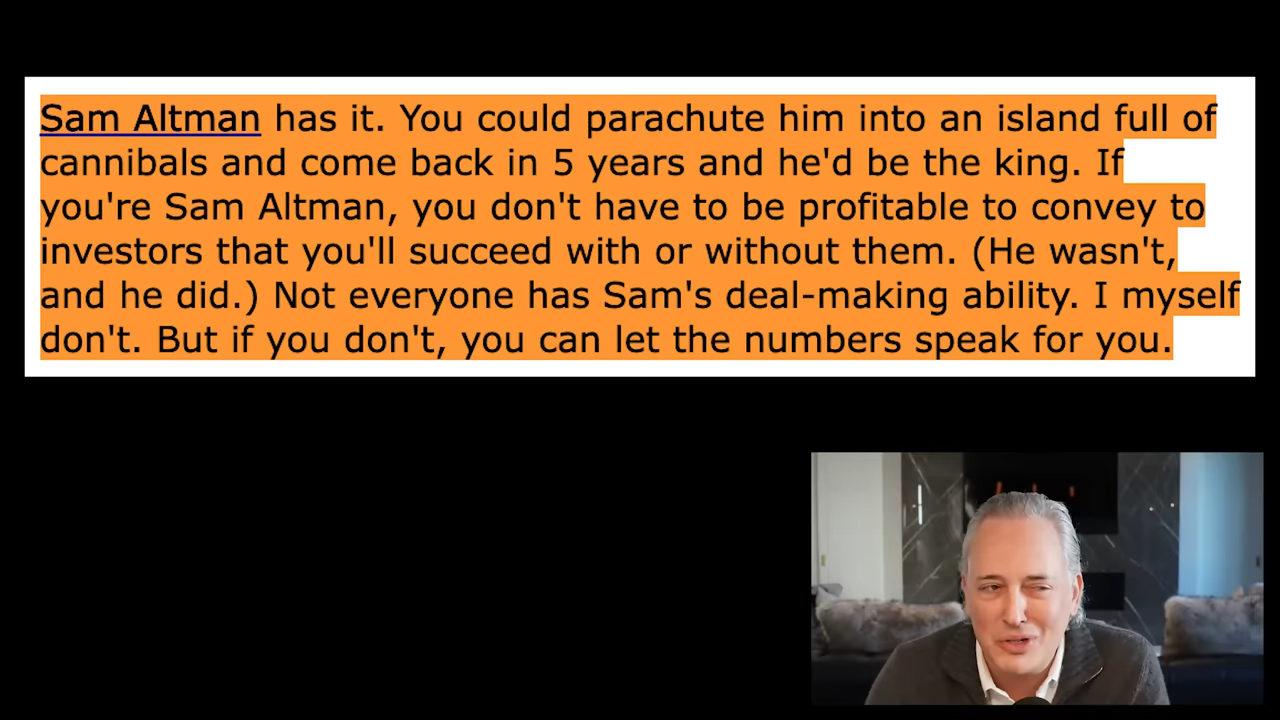 Sam Altman has it. You could parachute him into an island full of
cannibals and come back in 5 years and he'd be the king. If
you're Sam Altman, you don't have to be profitable to convey to
investors that you'll succeed with or without them. (He wasn't,
and he did.) Not everyone has Sam's deal-making ability. I myself
don't. But if you don't, you can let the numbers speak for you.